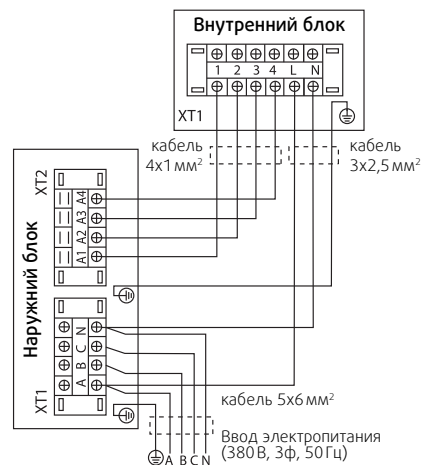 Внутренний блок
1 2 3 4 L N
XT1
кабель
4x1 мм²
кабель
3x2,5 мм²
Наружний блок
XT2
A4
A3
A2
A1
N
C
B
A
XT1
кабель 5x6 мм²
Ввод электропитания
(380 В, 3ф, 50 Гц)
A B C N